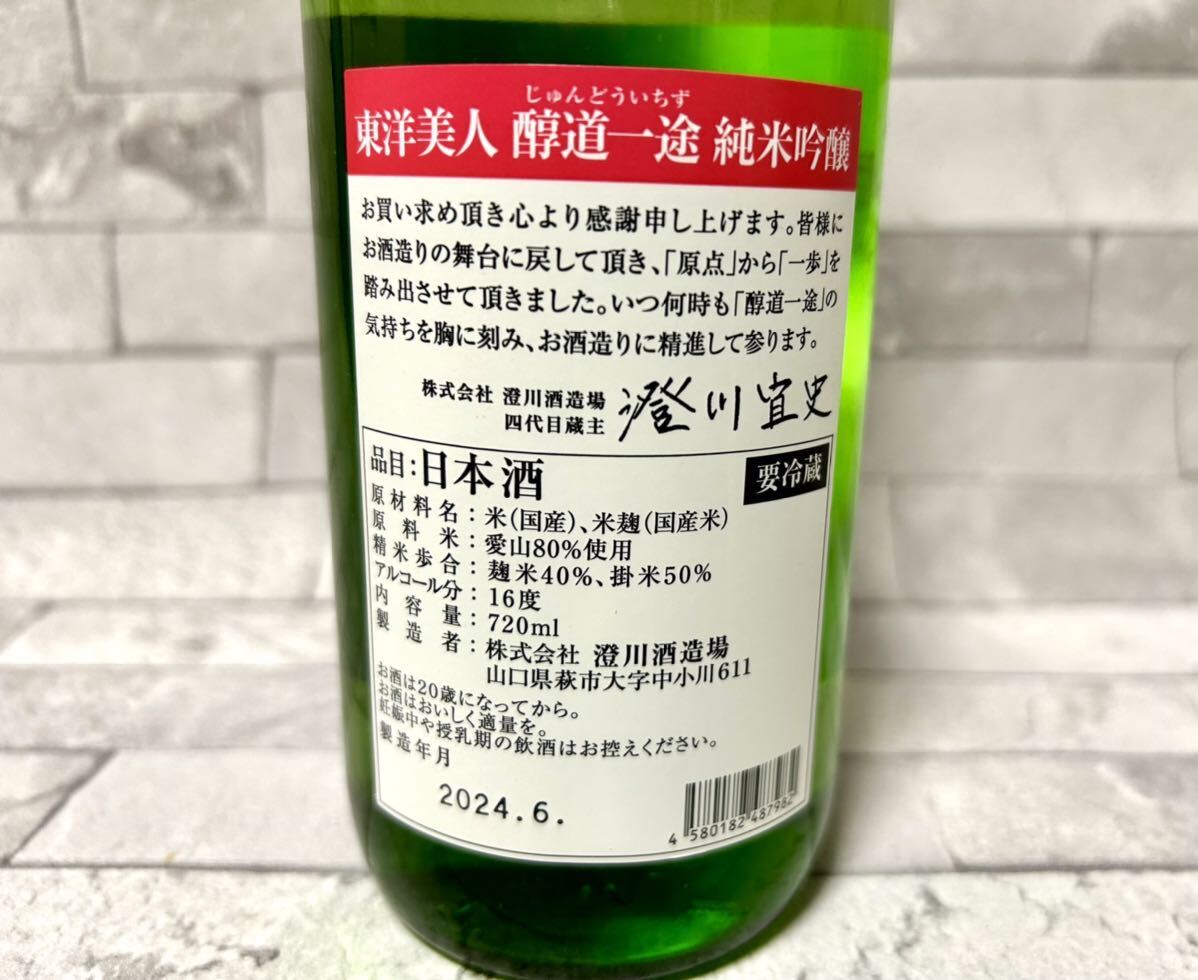 じゅんどういちず
東洋美人 醇道一途 純米吟醸
お買い求め頂き心より感謝申し上げます。皆様に
お酒造りの舞台に戻して頂き、「原点」から「一歩」を
踏み出させて頂きました。いつ何時も「醇道一途」の
気持ちを胸に刻み、お酒造りに精進して参ります。
株式会社 澄川酒造場
四代目蔵主 澄川宜史
品目:日本酒 要冷蔵
原材料名:米(国産)、米麹(国産米)
原料米:愛山80%使用
精米歩合:麹米40%、掛米50%
アルコール分:16度
内容量:720ml
製造者:株式会社 澄川酒造場
山口県萩市大字中小川611
お酒は20歳になってから。
お酒はおいしく適量を。
妊娠中や授乳期の飲酒はお控えください。
製造年月
2024.6.
4 580182 487982